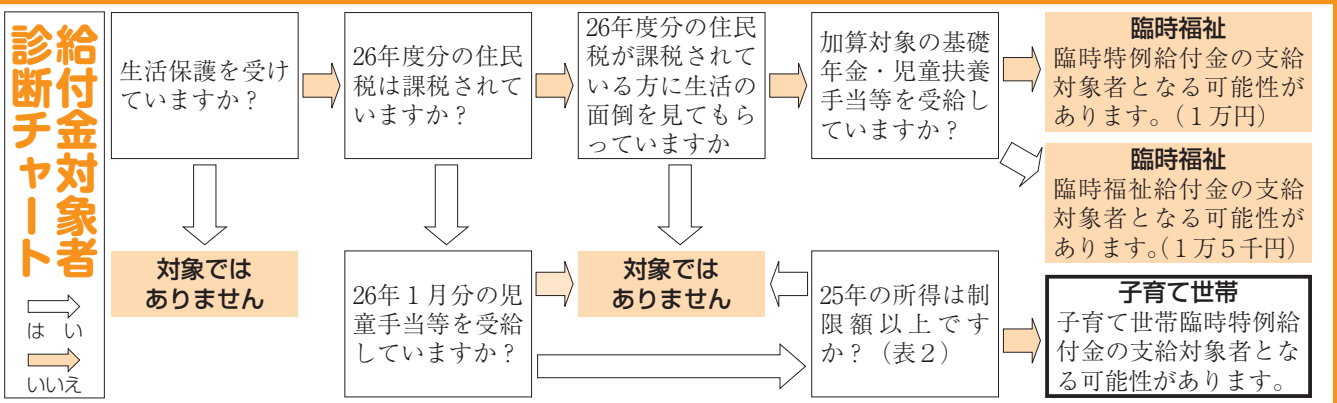 給付金対象者
診断チャート
はい
いいえ
生活保護を受け
ていますか？
26年度分の住民
税は課税されて
いますか？
26年度分の住民
税が課税されて
いる方に生活の
面倒を見てもら
っていますか
加算対象の基礎
年金・児童扶養
手当等を受給し
ていますか？
臨時福祉
臨時特例給付金の支給
対象者となる可能性が
あります。（１万円）
臨時福祉
臨時福祉給付金の支給
対象者となる可能性が
あります。（１万５千円）
対象では
ありません
26年１月分の児
童手当等を受給
していますか？
対象では
ありません
25年の所得は制
限額以上です
か？（表２）
子育て世帯
子育て世帯臨時特例給
付金の支給対象者とな
る可能性があります。